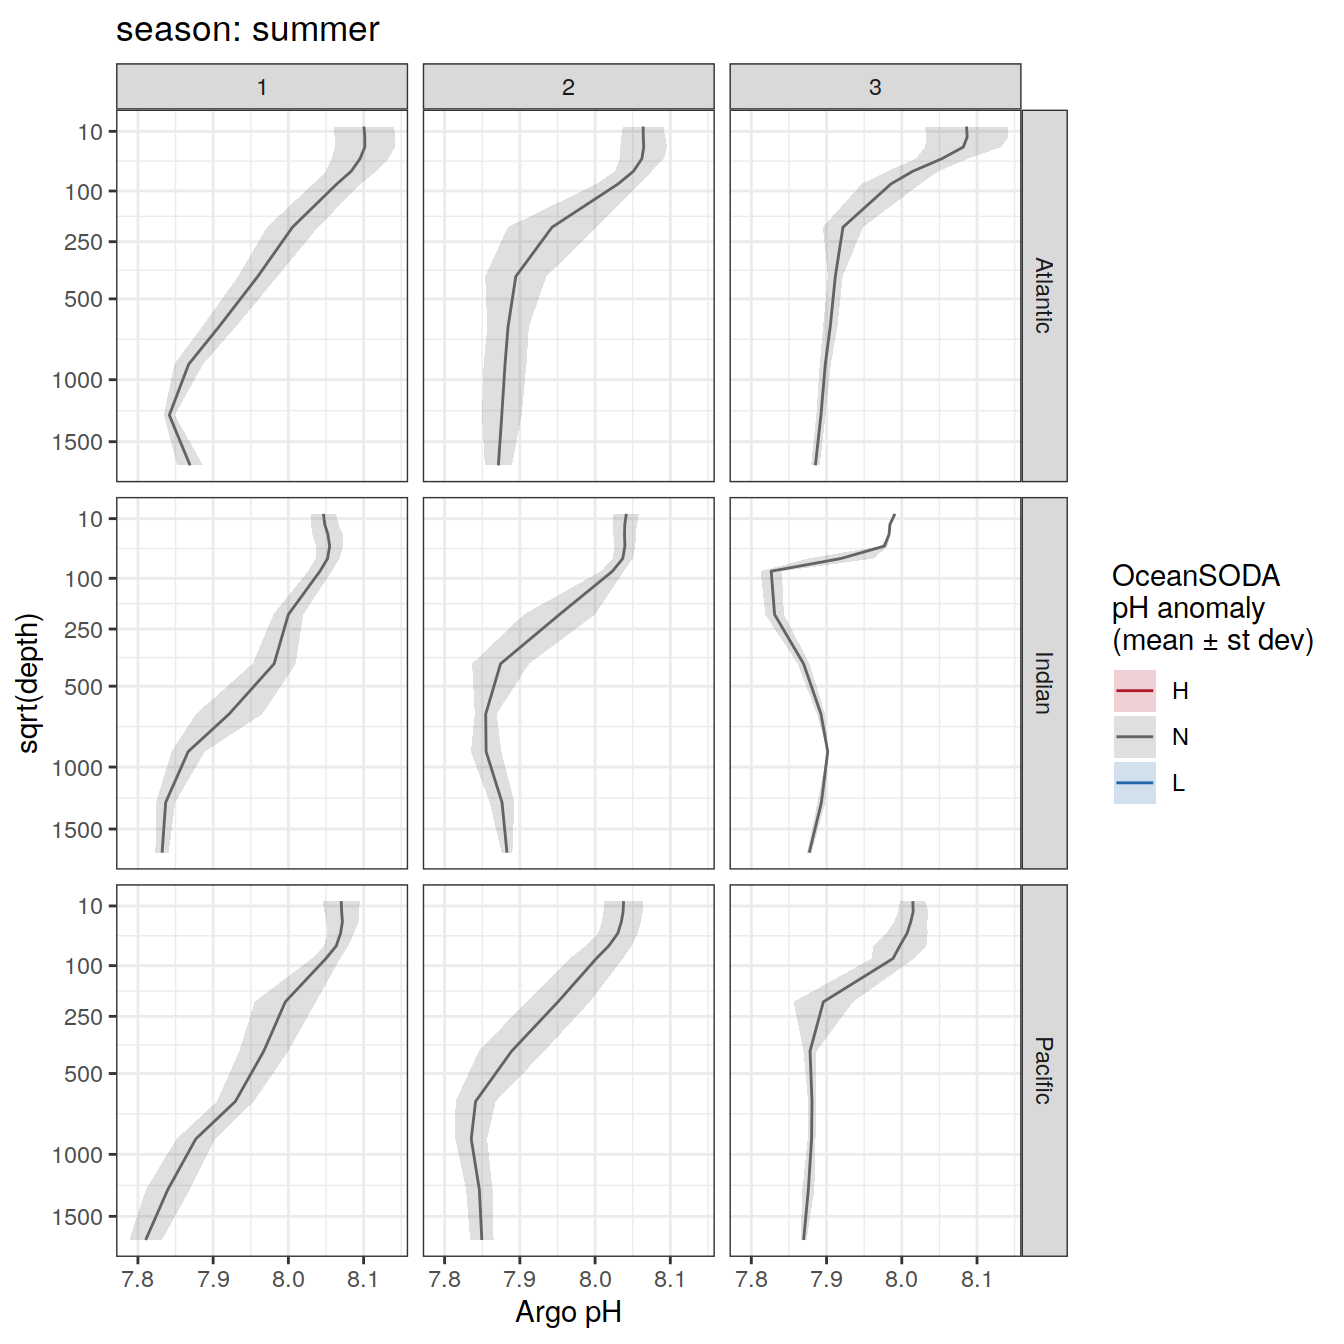 season: summer
1 2 3
10
100
250
500
1000
1500
Atlantic
10
100
250
500
1000
1500
Indian
10
100
250
500
1000
1500
Pacific
7.8 7.9 8.0 8.1 7.8 7.9 8.0 8.1 7.8 7.9 8.0 8.1
Argo pH
sqrt(depth)
OceanSODA
pH anomaly
(mean ± st dev)
H
N
L